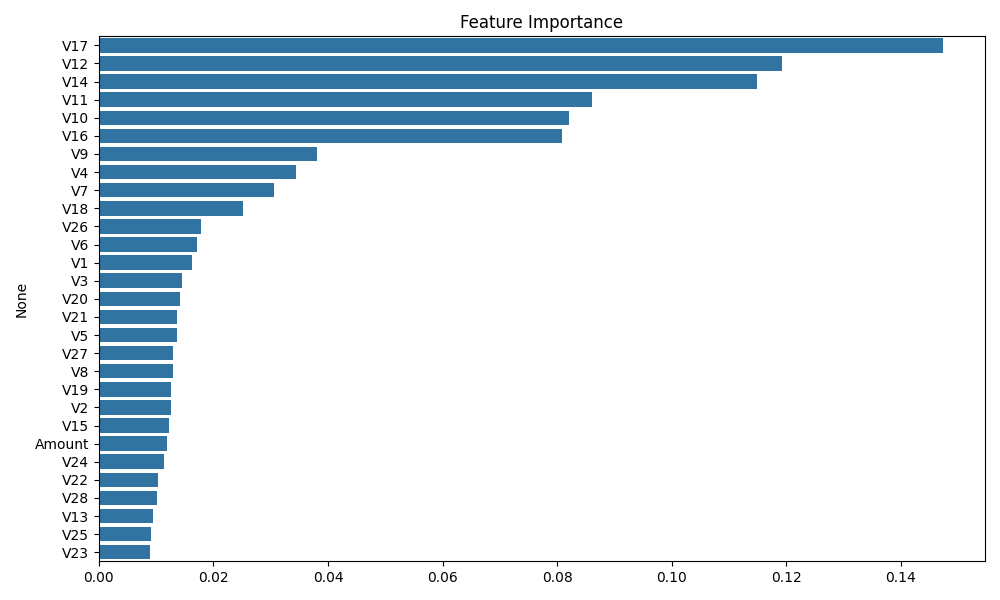 Feature Importance
V17
V12
V14
V11
V10
V16
V9
V4
V7
V18
V26
V6
V1
V3
V20
V21
V5
V27
V8
V19
V2
V15
Amount
V24
V22
V28
V13
V25
V23
None
0.00 0.02 0.04 0.06 0.08 0.10 0.12 0.14